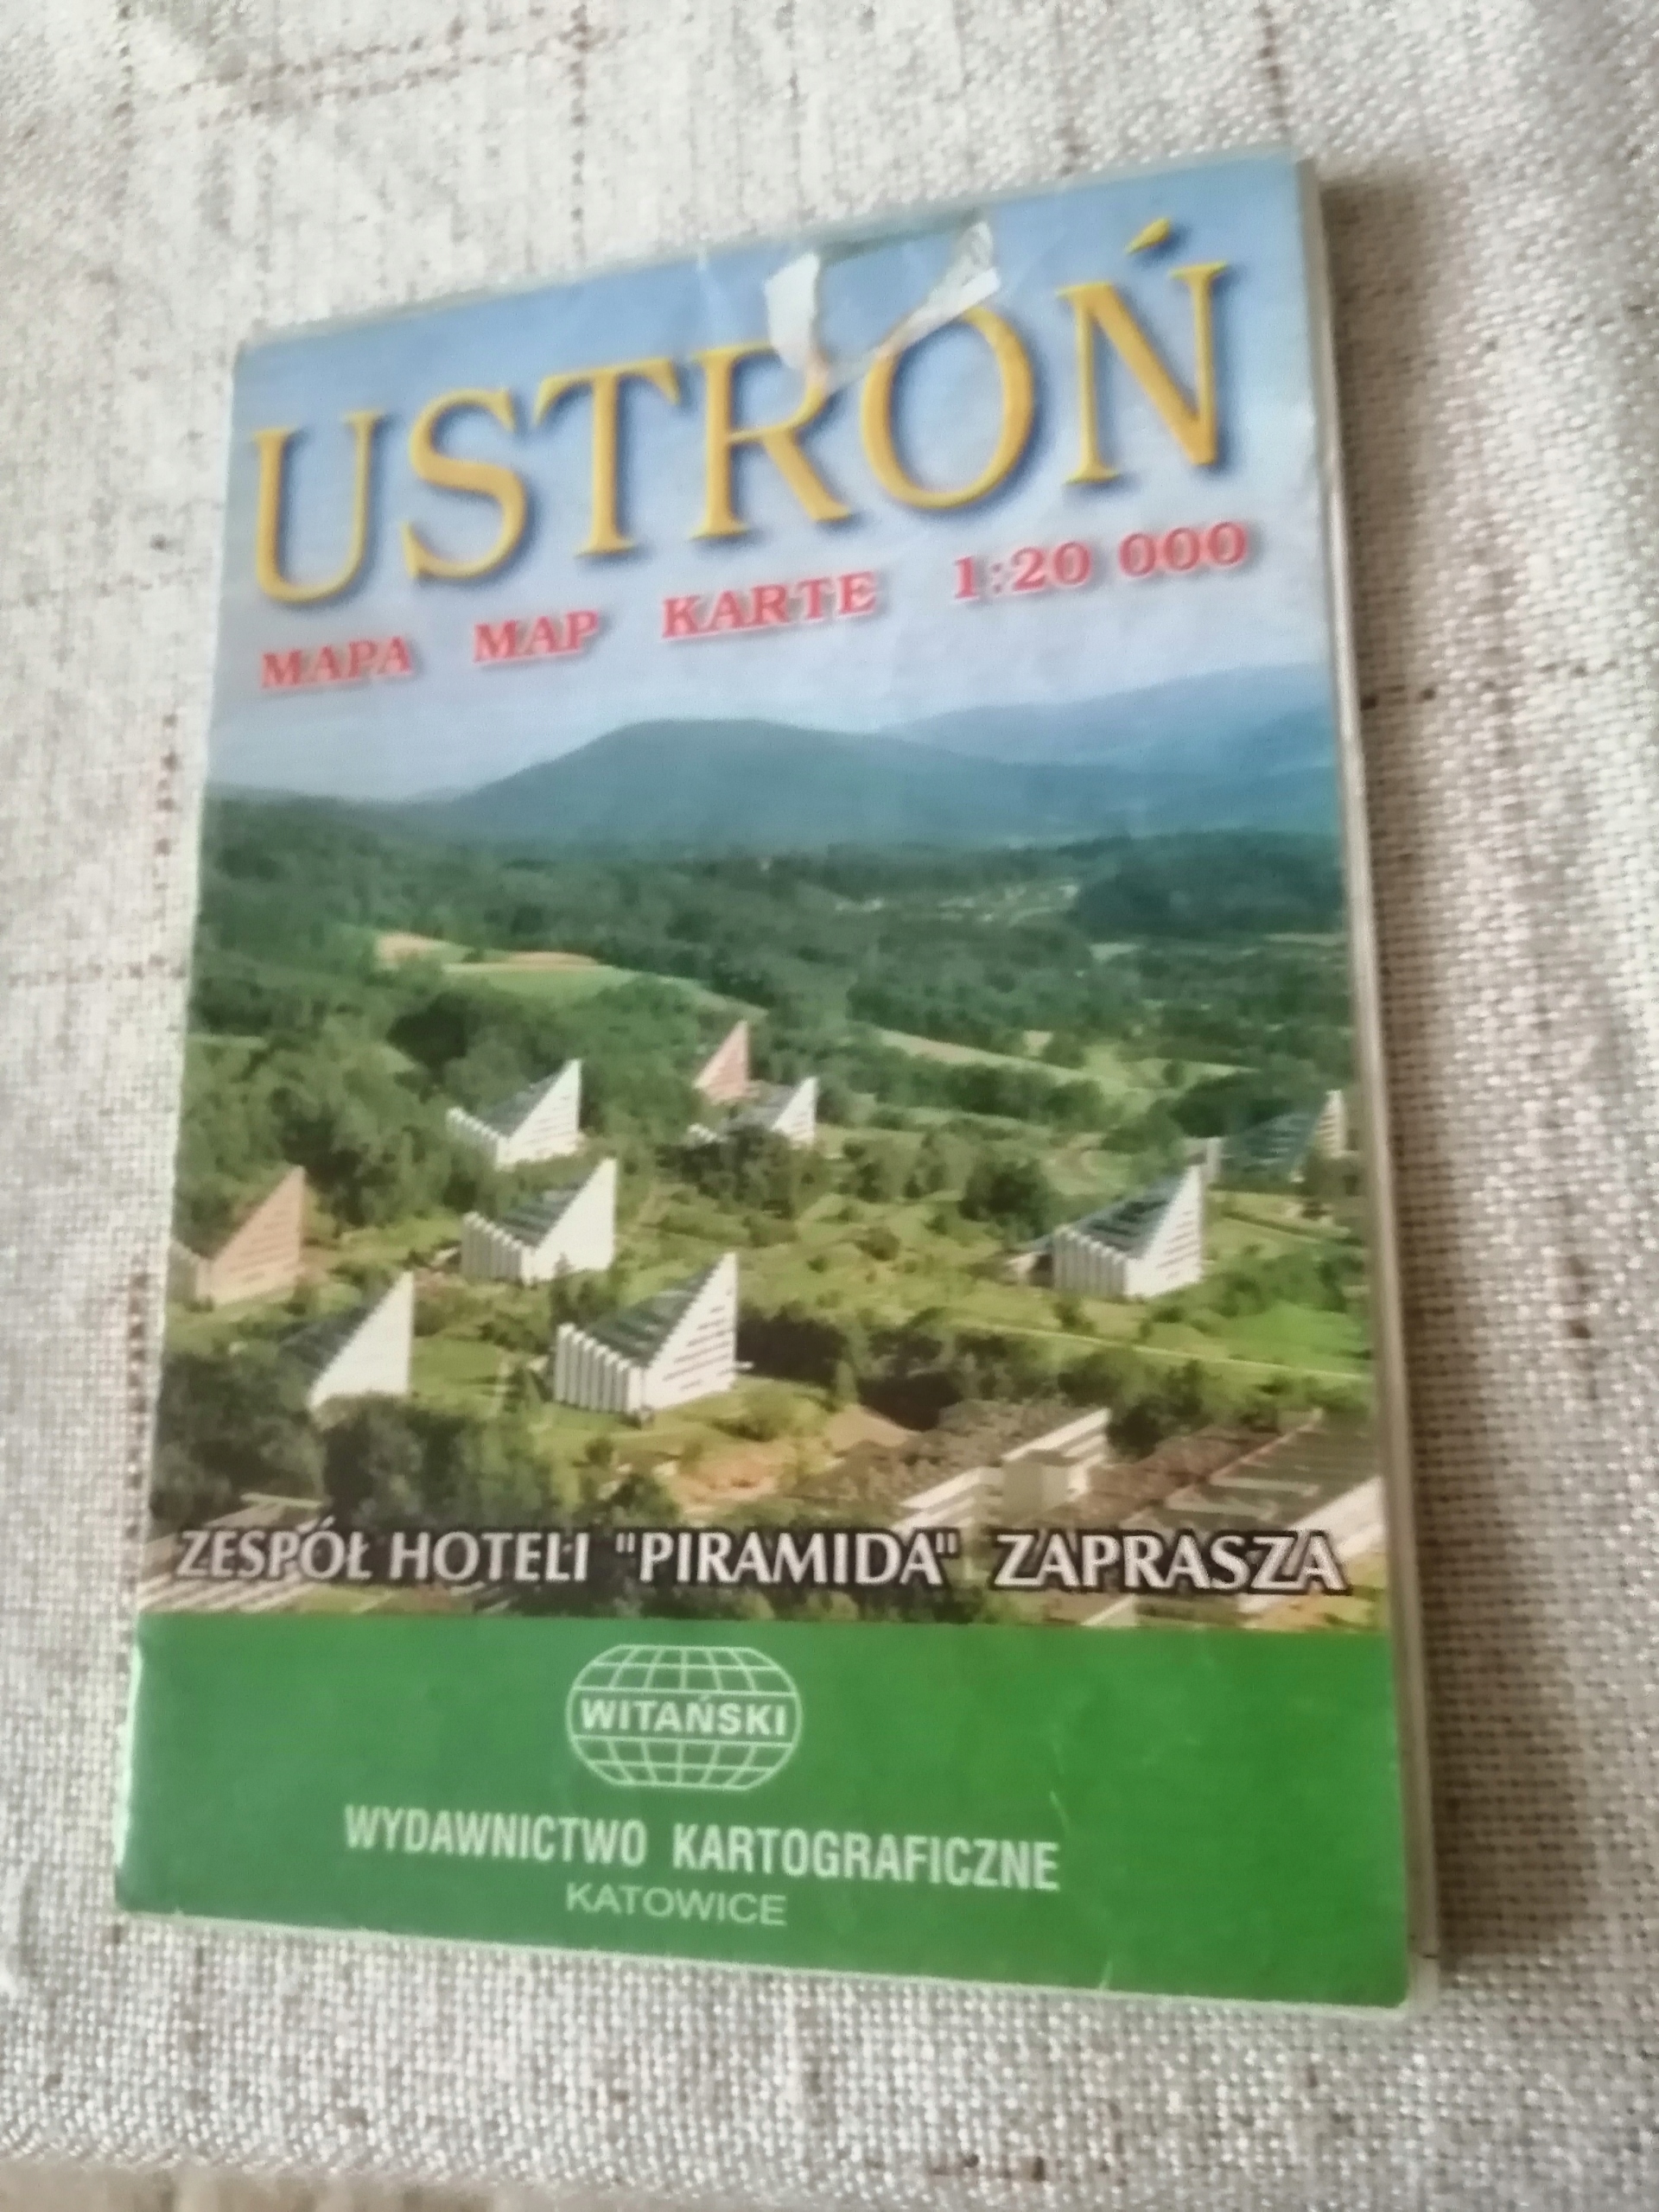 USTROŃ
MAPA MAP KARTE 1:20 000
ZESPÓŁ HOTELI "PIRAMIDA" ZAPRASZA
WITAŃSKI
WYDAWNICTWO KARTOGRAFICZNE
KATOWICE